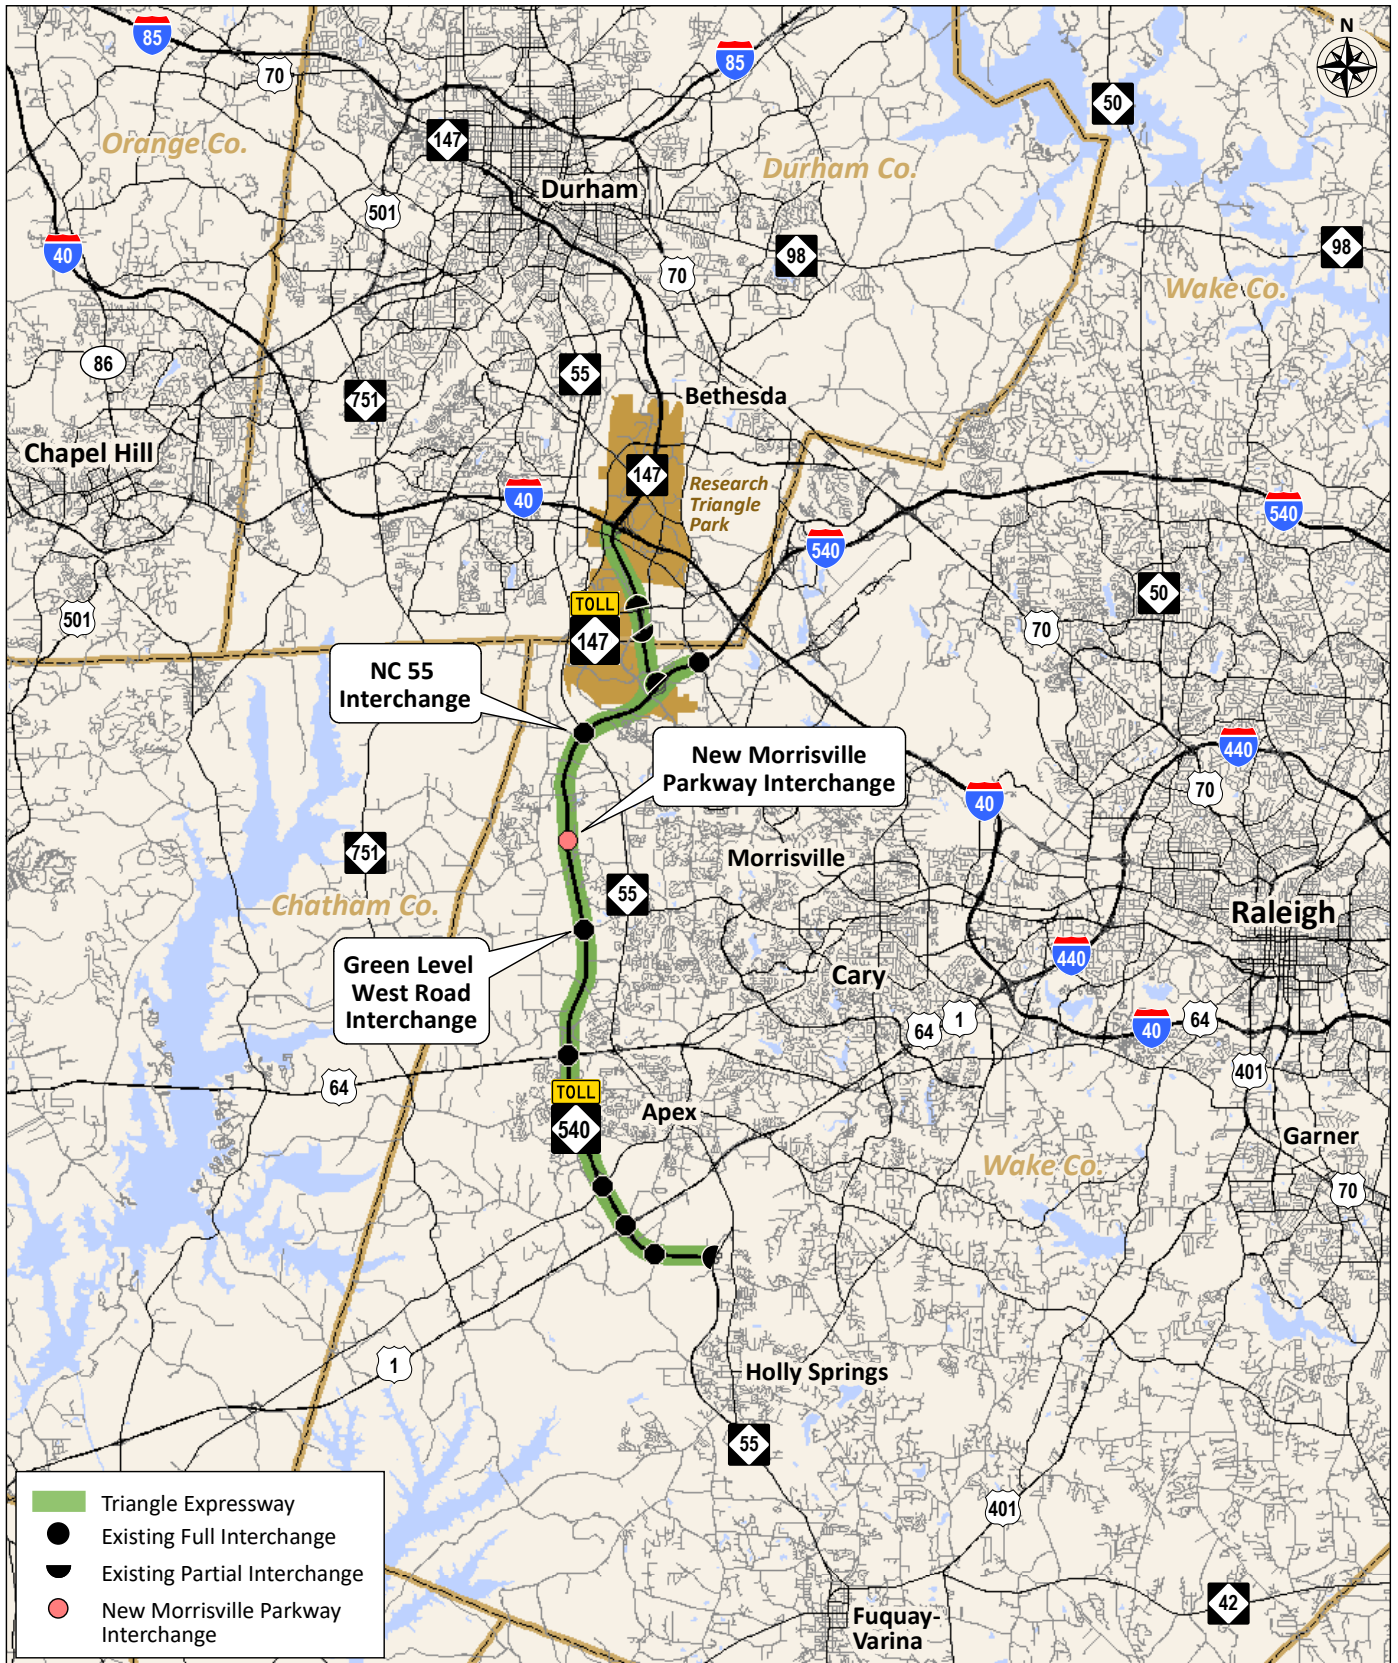 N
85
70
85
50
Orange Co.
147
Durham Co.
Durham
501
98
98
40
70
Wake Co.
86
55
751
Bethesda
Chapel Hill
147
Research
Triangle
Park
40
540
540
TOLL
147
50
501
70
NC 55
Interchange
New Morrisville
Parkway Interchange
440
70
40
751
Morrisville
55
Chatham Co.
Raleigh
Green Level
West Road
Interchange
440
Cary
64
1
40
64
64
401
TOLL
540
Apex
Garner
Wake Co.
70
1
Holly Springs
55
401
Triangle Expressway
Existing Full Interchange
Existing Partial Interchange
New Morrisville Parkway
Interchange
42
Fuquay-
Varina